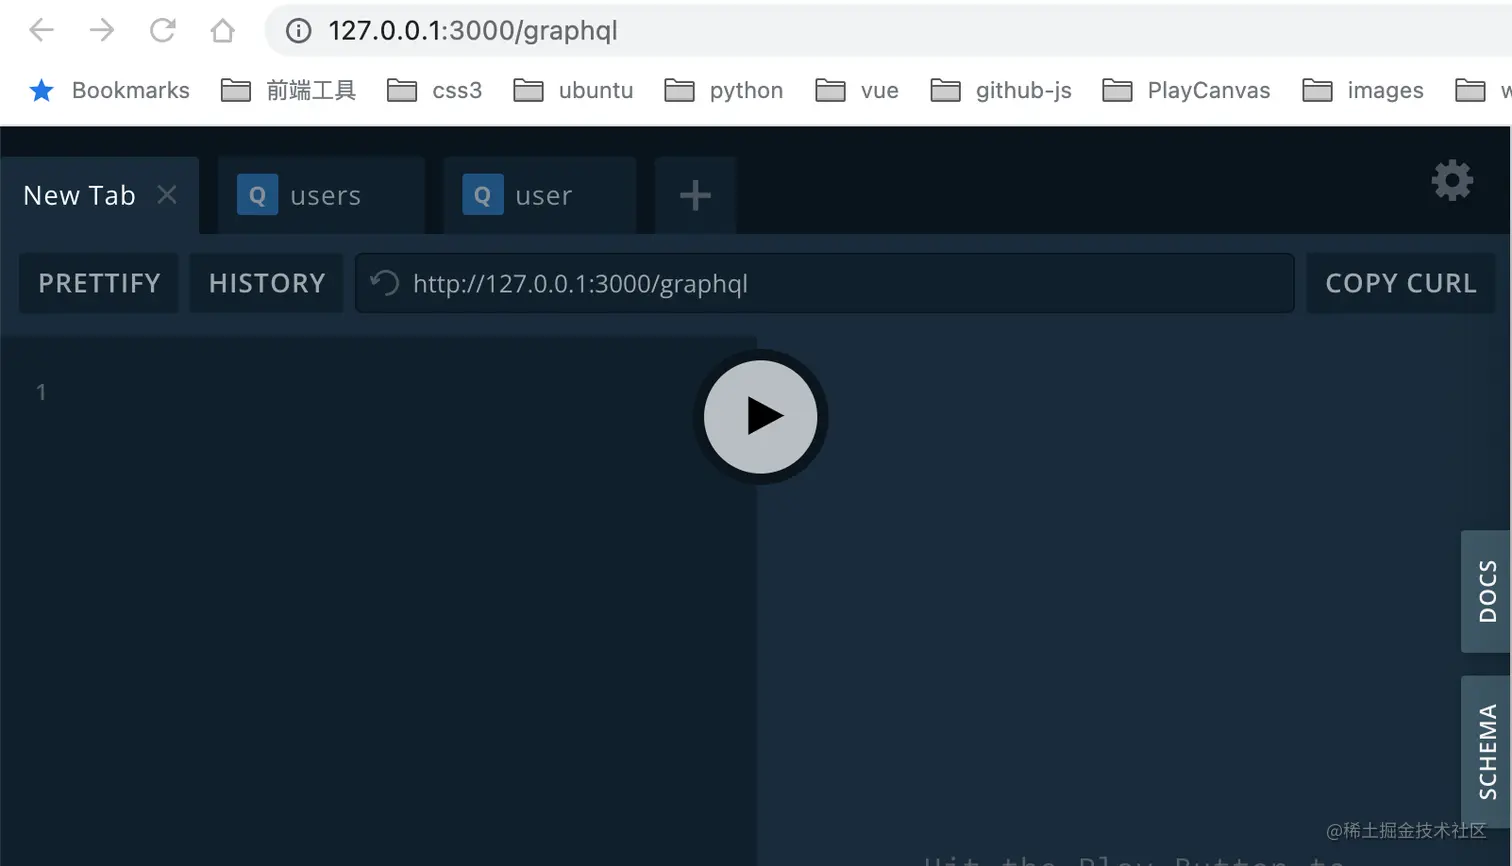 127.0.0.1:3000/graphql
Bookmarks 前端工具 css3 ubuntu python vue github-js PlayCanvas images
New Tab Q users Q user
PRETTIFY HISTORY http://127.0.0.1:3000/graphql COPY CURL
1
DOCS
SCHEMA
@稀土掘金技术社区
Hit the Play Button to